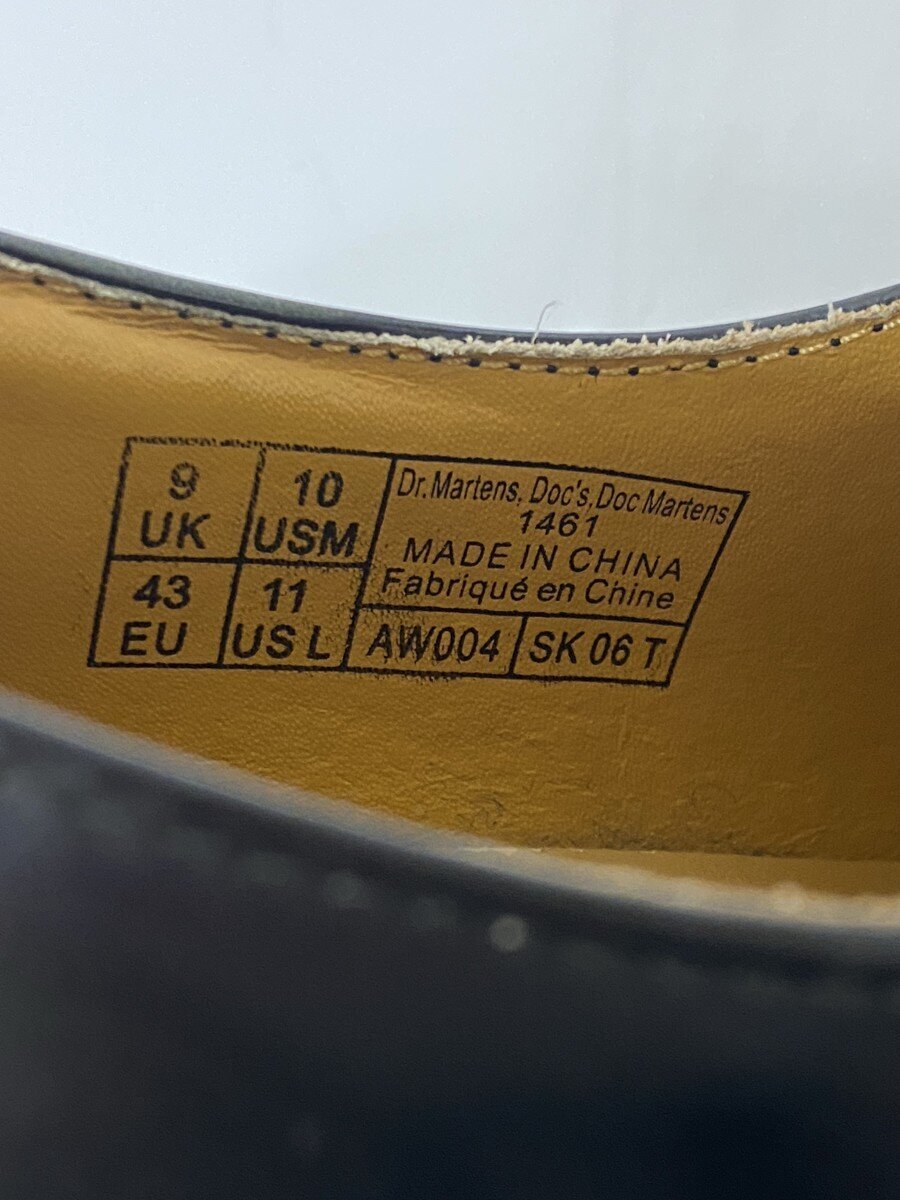 9
UK
10
USM
43
EU
11
US L
Dr.Martens, Doc's, Doc Martens
1461
MADE IN CHINA
Fabriqué en Chine
AW004
SK 06 T